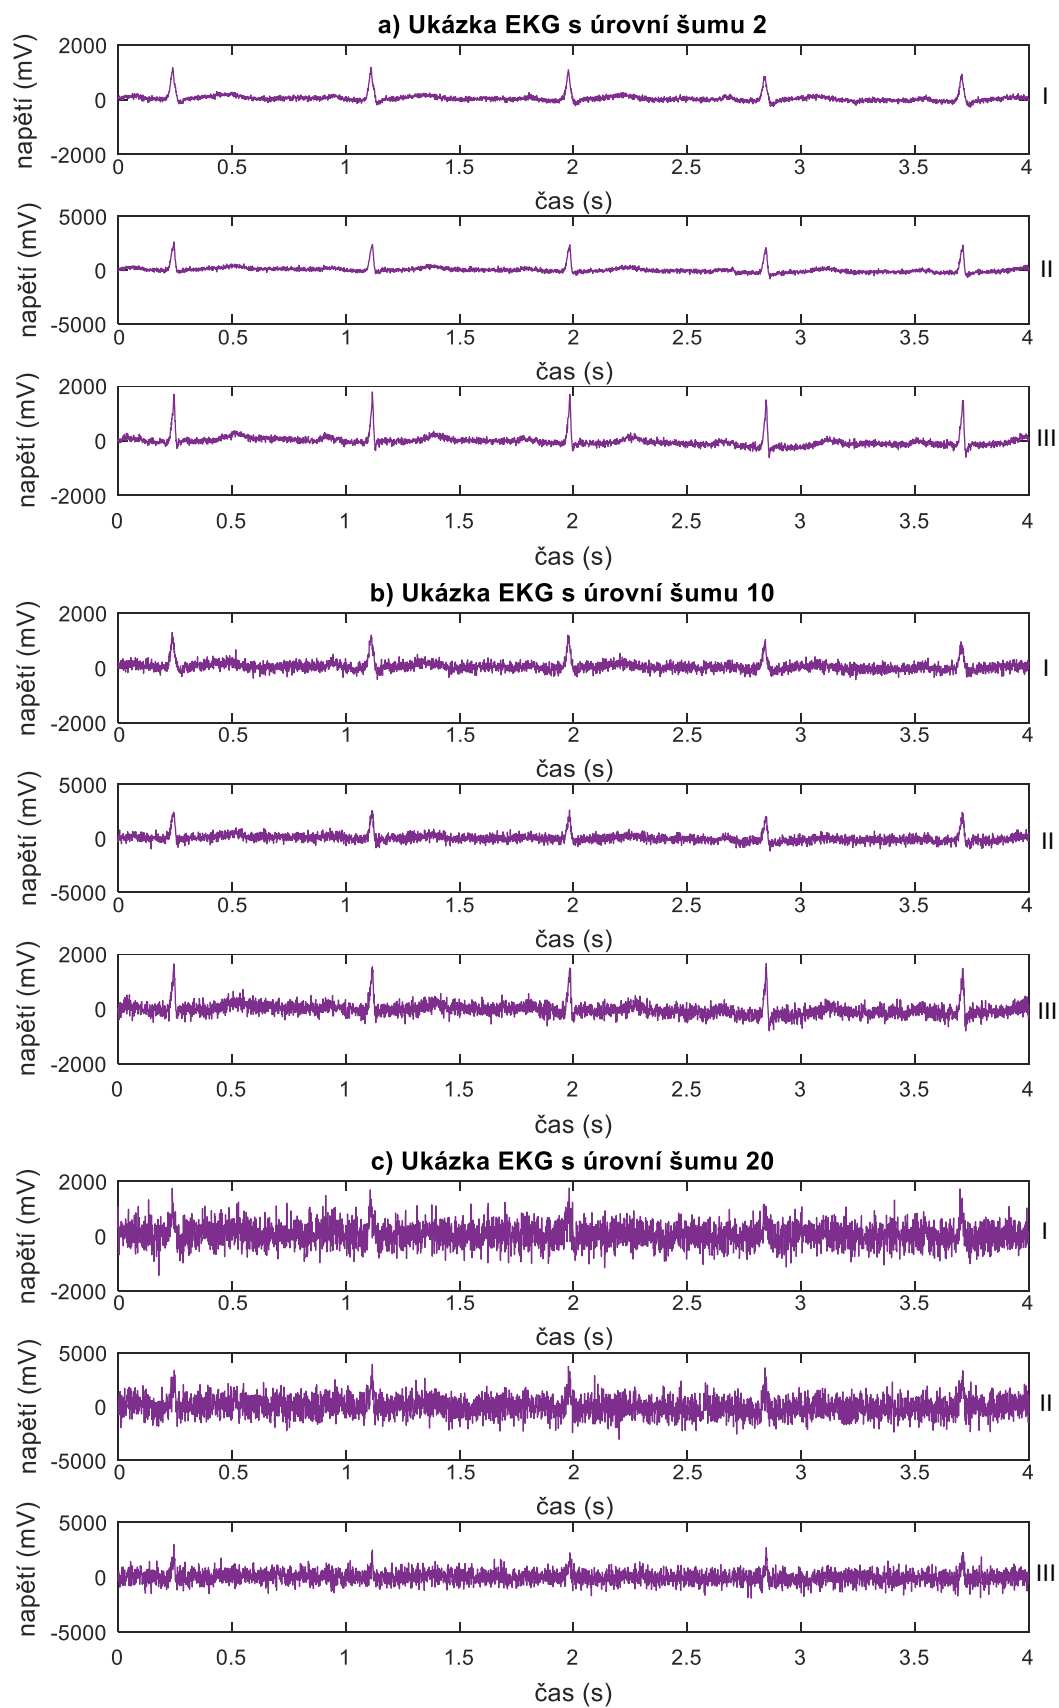 a) Ukázka EKG s úrovní šumu 2
napětí (mV)
2000
0
-2000
0 0.5 1 1.5 2 2.5 3 3.5 4
čas (s)
I
napětí (mV)
5000
0
-5000
0 0.5 1 1.5 2 2.5 3 3.5 4
čas (s)
II
napětí (mV)
2000
0
-2000
0 0.5 1 1.5 2 2.5 3 3.5 4
čas (s)
III
b) Ukázka EKG s úrovní šumu 10
napětí (mV)
2000
0
-2000
0 0.5 1 1.5 2 2.5 3 3.5 4
čas (s)
I
napětí (mV)
5000
0
-5000
0 0.5 1 1.5 2 2.5 3 3.5 4
čas (s)
II
napětí (mV)
2000
0
-2000
0 0.5 1 1.5 2 2.5 3 3.5 4
čas (s)
III
c) Ukázka EKG s úrovní šumu 20
napětí (mV)
2000
0
-2000
0 0.5 1 1.5 2 2.5 3 3.5 4
čas (s)
I
napětí (mV)
5000
0
-5000
0 0.5 1 1.5 2 2.5 3 3.5 4
čas (s)
II
napětí (mV)
5000
0
-5000
0 0.5 1 1.5 2 2.5 3 3.5 4
čas (s)
III